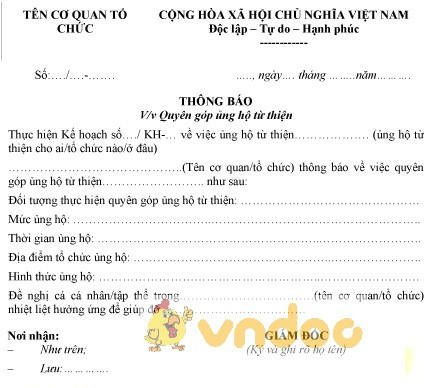 TÊN CƠ QUAN TỔ CHỨC
CỘNG HÒA XÃ HỘI CHỦ NGHĨA VIỆT NAM
Độc lập – Tự do – Hạnh phúc
------------
Số:…./….-…….
….., ngày…. tháng ……..năm……….
THÔNG BÁO
V/v Quyên góp ủng hộ từ thiện
Thực hiện Kế hoạch số…./ KH-… về việc ủng hộ từ thiện……………… (ủng hộ từ
thiện cho ai/tổ chức nào/ở đâu)
…………………………………….(Tên cơ quan/tổ chức) thông báo về việc quyên
góp ủng hộ từ thiện…………………….. như sau:
Đối tượng thực hiện quyên góp ủng hộ từ thiện: ………………………………………
Mức ủng hộ: ……………………………………………………………………………
Thời gian ủng hộ: ………………………………………………………………………
Địa điểm tổ chức ủng hộ: ………………………………………………………………
Hình thức ủng hộ: ………………………………………………………………………
Đề nghị cá cá nhân/tập thể trong……………………………(tên cơ quan/tổ chức)
nhiệt liệt hưởng ứng để giúp đỡ …………………………………
vndoc
Nơi nhận:
– Như trên;
– Lưu:…………
GIÁM ĐỐC
(Ký và ghi rõ họ tên)